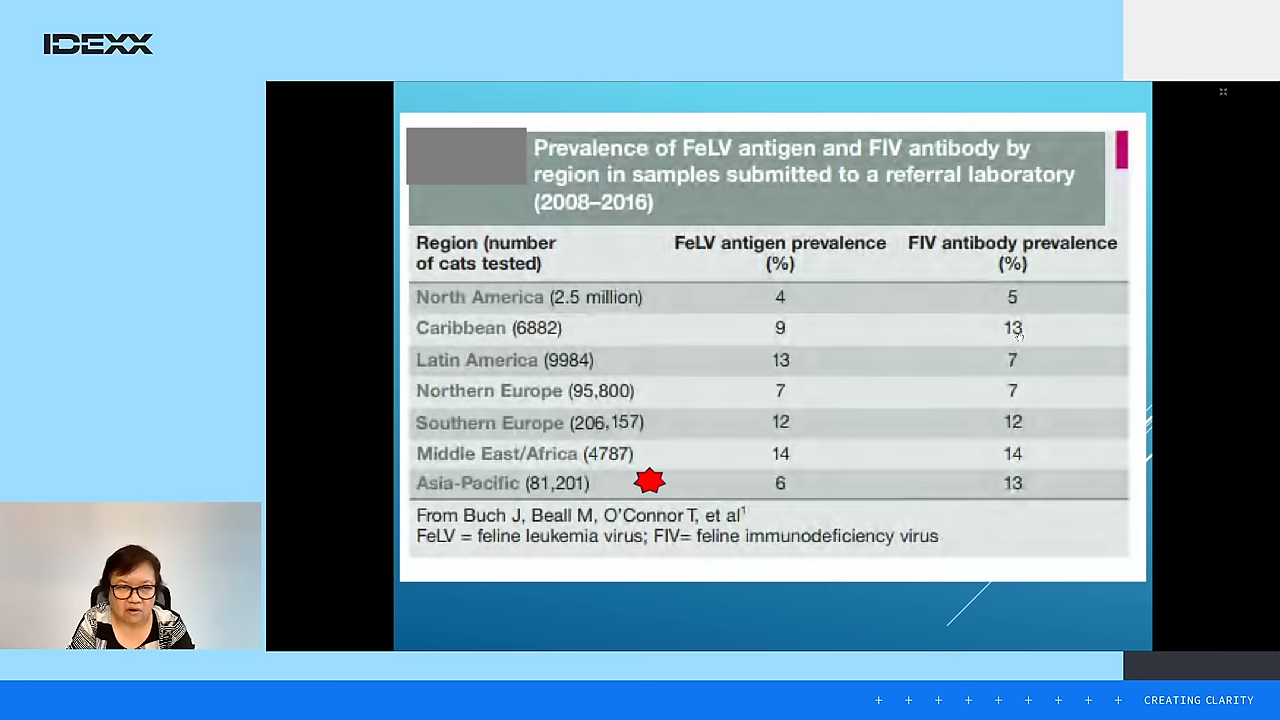 IDEXX
Prevalence of FeLV antigen and FIV antibody by
region in samples submitted to a referral laboratory
(2008–2016)
Region (number of cats tested) FeLV antigen prevalence (%) FIV antibody prevalence (%)
North America (2.5 million) 4 5
Caribbean (6882) 9 13
Latin America (9984) 13 7
Northern Europe (95,800) 7 7
Southern Europe (206,157) 12 12
Middle East/Africa (4787) 14 14
Asia-Pacific (81,201) 6 13
From Buch J, Beall M, O'Connor T, et al¹
FeLV = feline leukemia virus; FIV= feline immunodeficiency virus
CREATING CLARITY